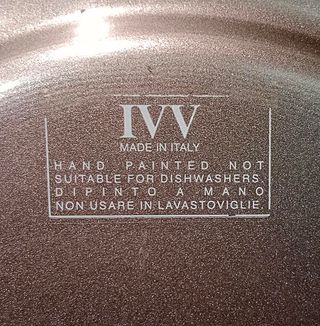 IVV
MADE IN ITALY
HAND PAINTED NOT
SUITABLE FOR DISHWASHERS.
DIPINTO A MANO
NON USARE IN LAVASTOVIGLIE.